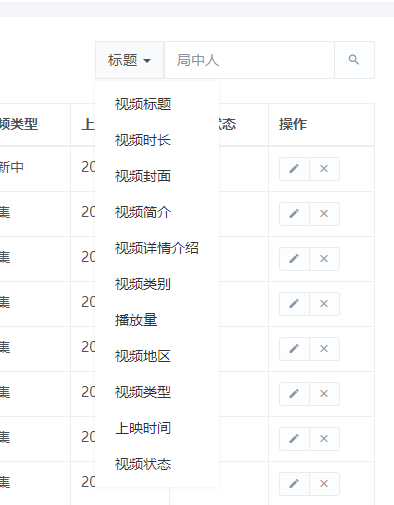 标题 局中人
视频标题
视频时长
视频封面
视频简介
视频详情介绍
视频类别
播放量
视频地区
视频类型
上映时间
视频状态
频类型 上 状态 操作
新中 20
集 20
集 20
集 20
集 20
集 20
集 20
集 20